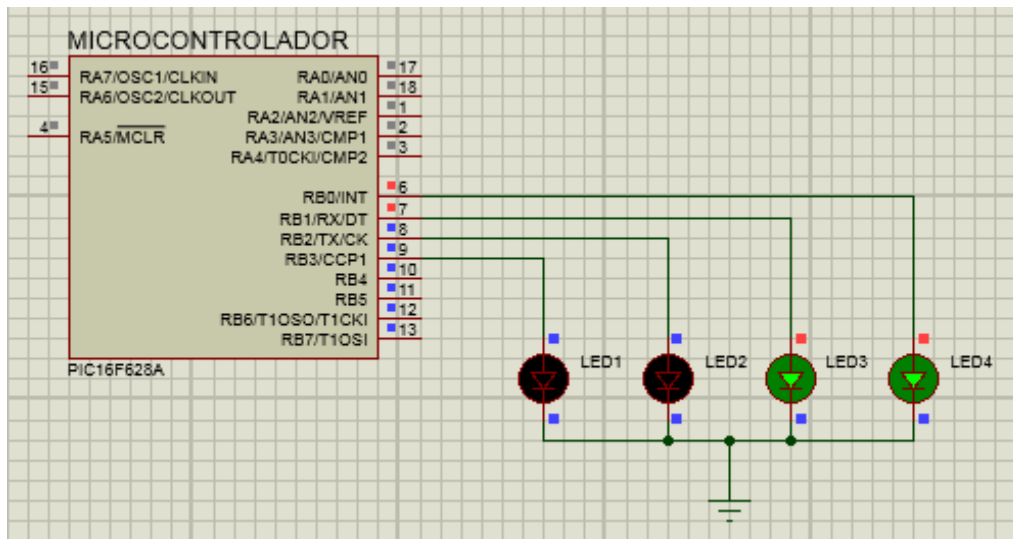 MICROCONTROLADOR
16 RA7/OSC1/CLKIN RA0/AN0 17
15 RA6/OSC2/CLKOUT RA1/AN1 18
RA2/AN2/VREF 1
4 RA5/MCLR RA3/AN3/CMP1 2
RA4/T0CKI/CMP2 3
RB0/INT 6
RB1/RX/DT 7
RB2/TX/CK 8
RB3/CCP1 9
RB4 10
RB5 11
RB6/T1OSO/T1CKI 12
RB7/T1OSI 13
PIC16F628A
LED1 LED2 LED3 LED4